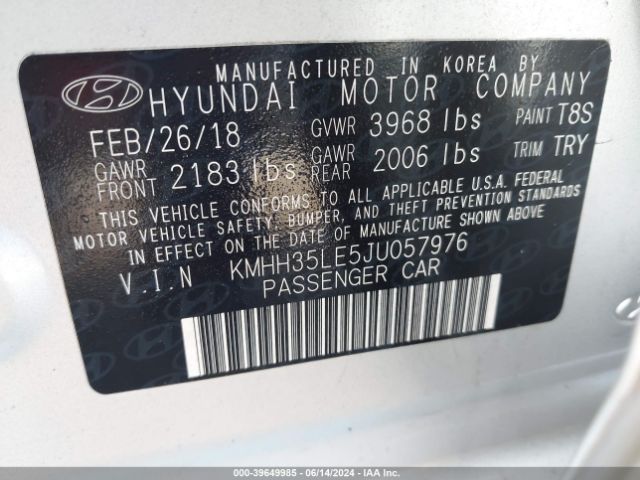 MANUFACTURED IN KOREA BY
HYUNDAI MOTOR COMPANY
FEB/26/18 GVWR 3968 lbs PAINT T8S
GAWR FRONT 2183 lbs GAWR REAR 2006 lbs TRIM TRY
THIS VEHICLE CONFORMS TO ALL APPLICABLE U.S.A. FEDERAL
MOTOR VEHICLE SAFETY, BUMPER, AND THEFT PREVENTION STANDARDS
IN EFFECT ON THE DATE OF MANUFACTURE SHOWN ABOVE
V.I.N KMHH35LE5JU057976
PASSENGER CAR
000-39649985 - 06/14/2024 - IAA Inc.